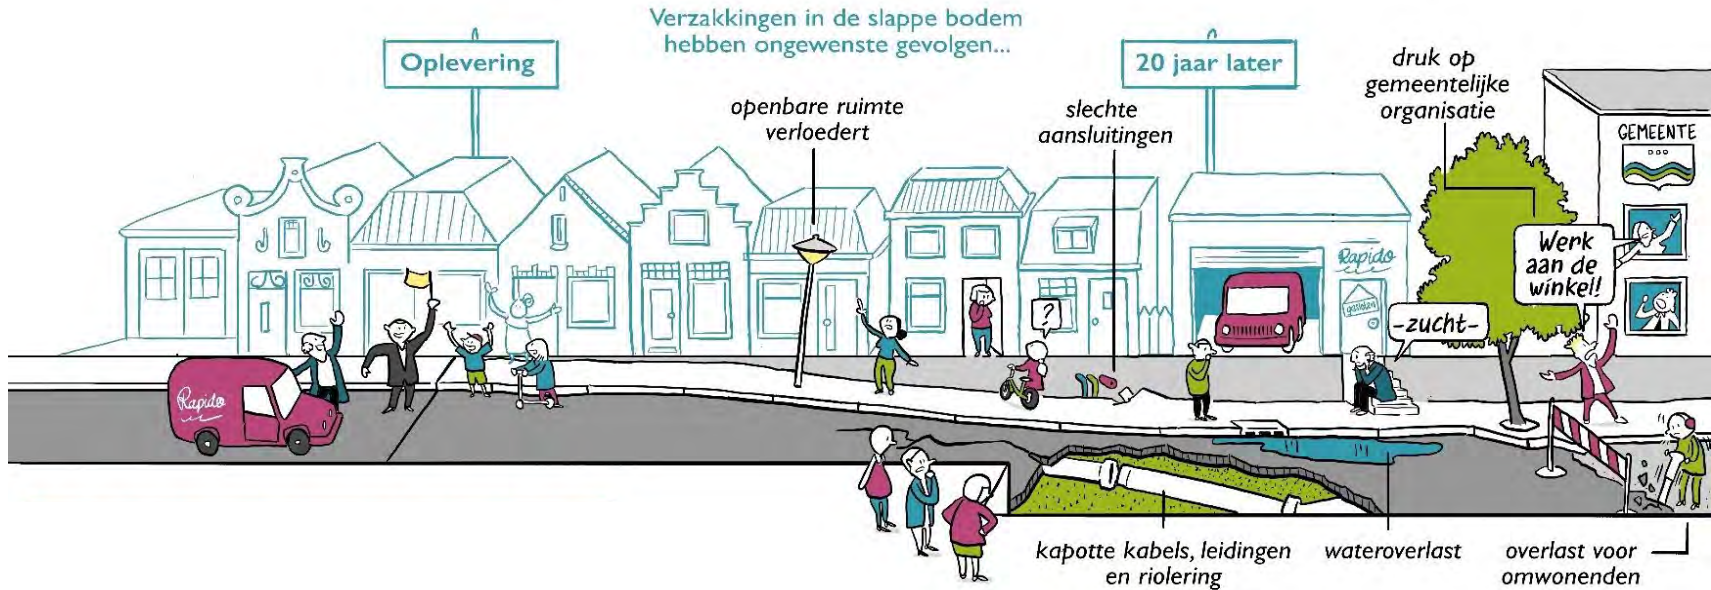 Verzakkingen in de slappe bodem
hebben ongewenste gevolgen...
Oplevering
20 jaar later
openbare ruimte
verloedert
slechte
aansluitingen
druk op
gemeentelijke
organisatie
GEMEENTE
Werk
aan de
winkel!
Rapido
gesloten
-zucht-
?
Rapido
kapotte kabels, leidingen
en riolering
wateroverlast
overlast voor
omwonenden